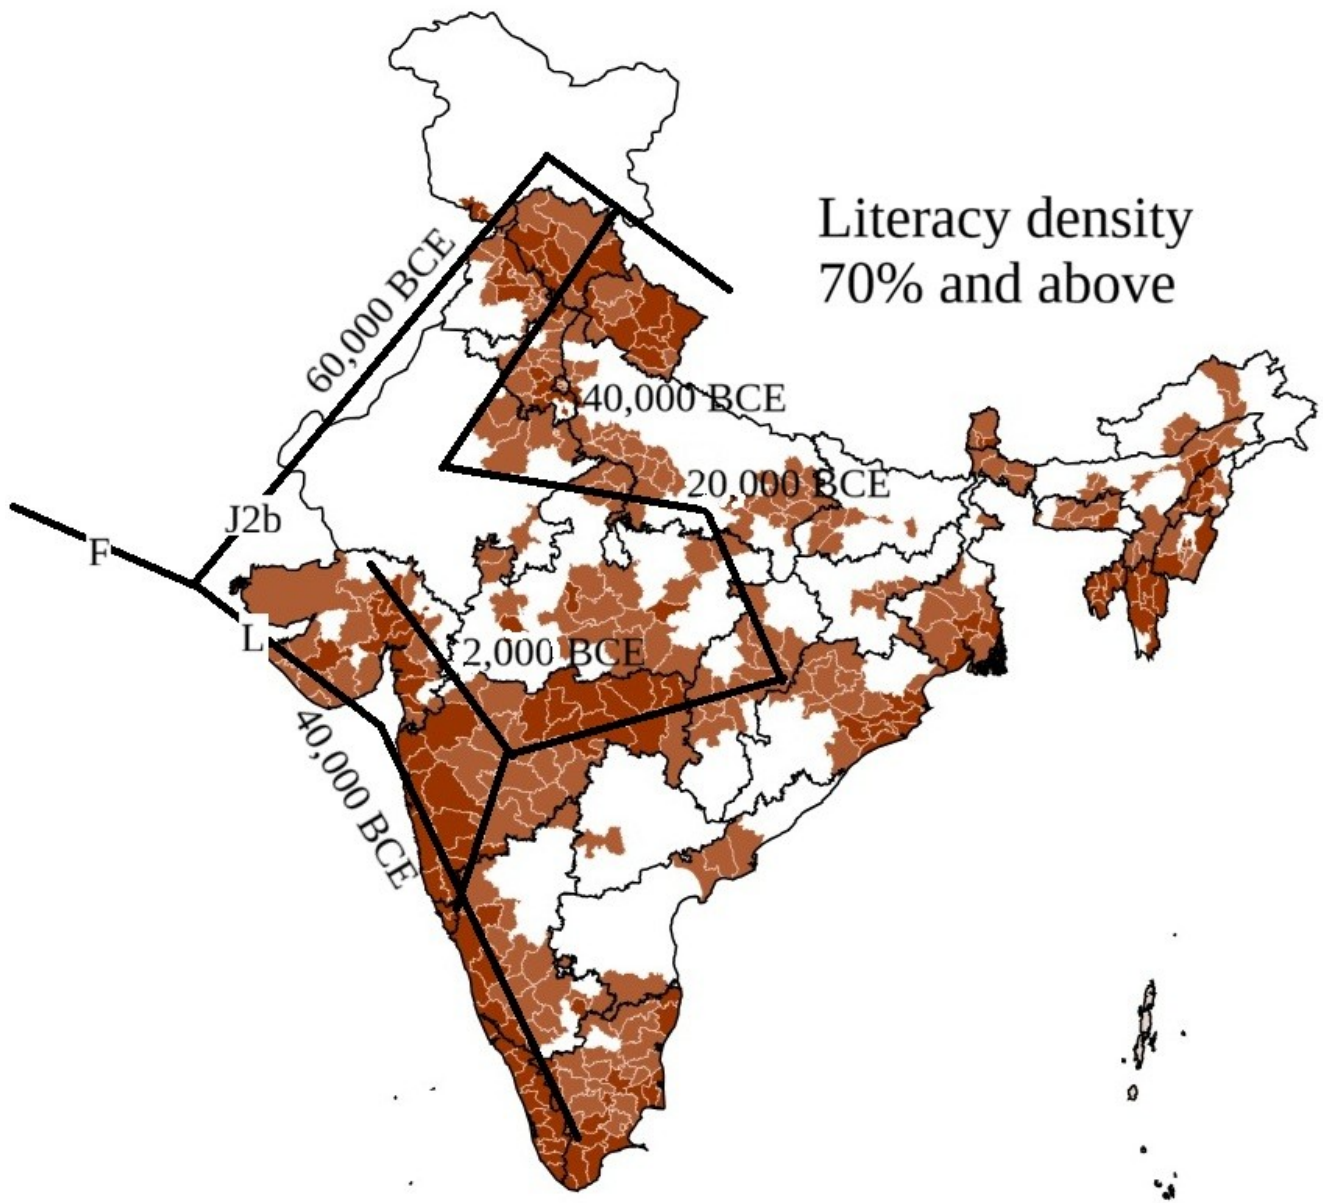 Literacy density
70% and above
60,000 BCE
40,000 BCE
20,000 BCE
J2b
F
L
2,000 BCE
40,000 BCE